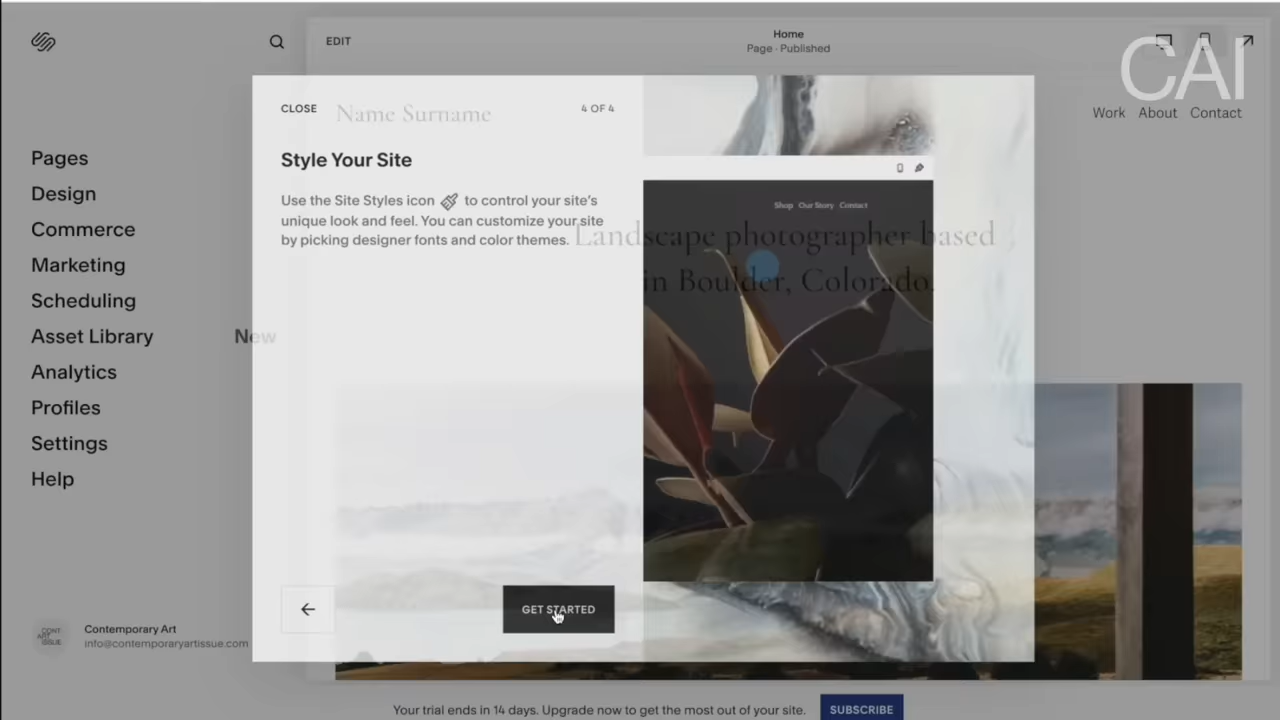 EDIT
Home
Page · Published
CAI
Work About Contact
CLOSE
4 OF 4
Name Surname
Style Your Site
Use the Site Styles icon to control your site's
unique look and feel. You can customize your site
by picking designer fonts and color themes.
Shop Our Story Contact
Landscape photographer based
in Boulder, Colorado.
Pages
Design
Commerce
Marketing
Scheduling
Asset Library New
Analytics
Profiles
Settings
Help
GET STARTED
CONT
ART
ISSUE
Contemporary Art
info@contemporaryartissue.com
Your trial ends in 14 days. Upgrade now to get the most out of your site.
SUBSCRIBE